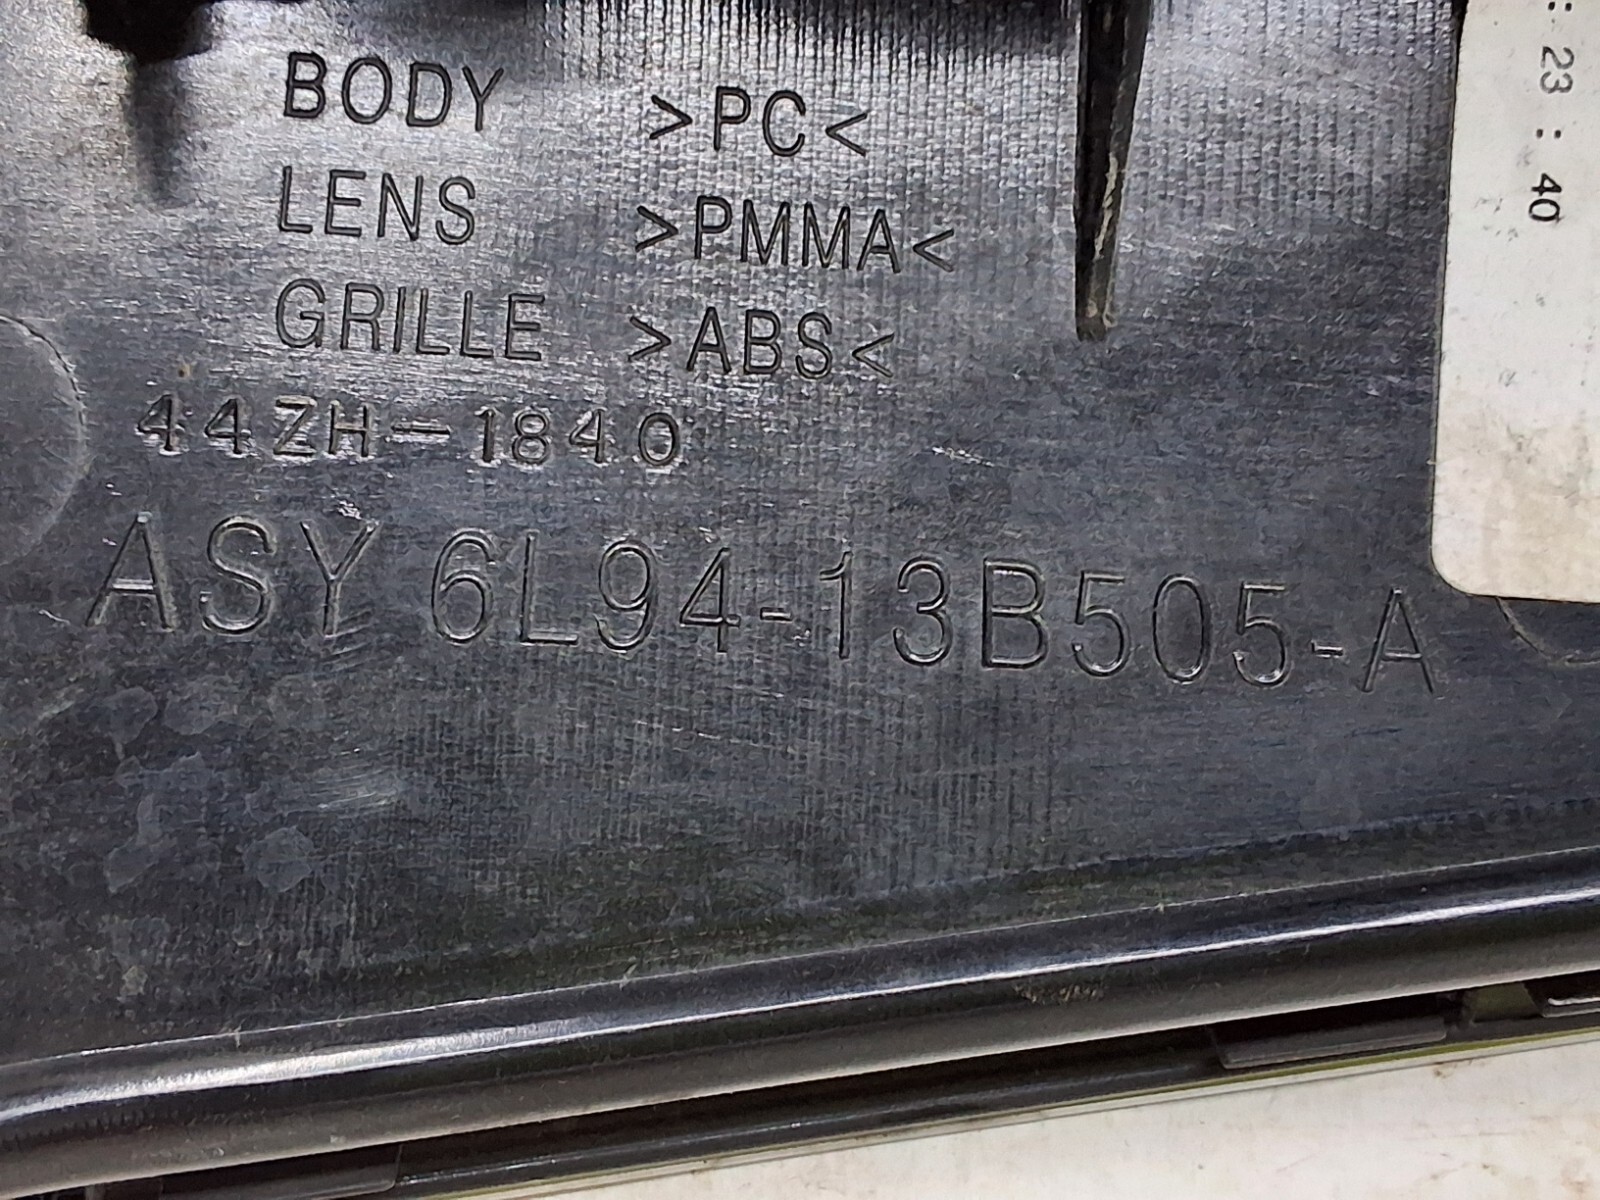 BODY >PC<
LENS >PMMA<
GRILLE >ABS<
44ZH-1840
ASY 6L94-13B505-A
: 23 : 40